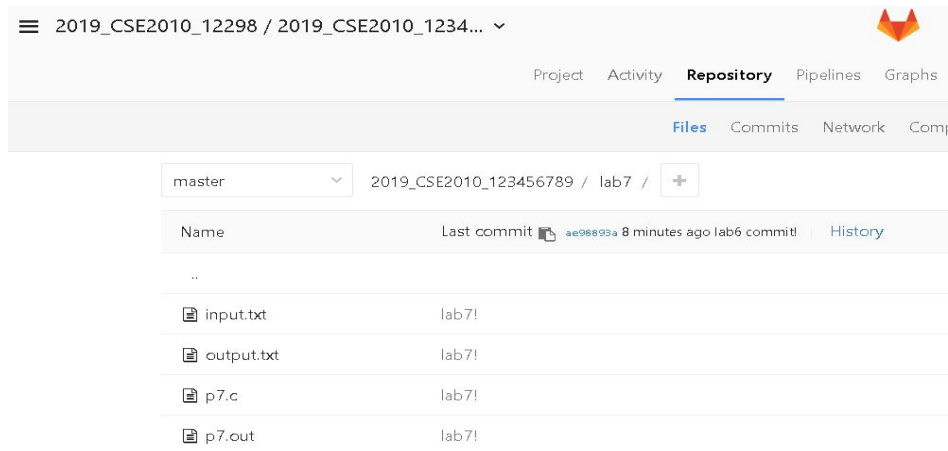 2019_CSE2010_12298 / 2019_CSE2010_1234...
Project Activity Repository Pipelines Graphs
Files Commits Network Comp
master 2019_CSE2010_123456789 / lab7 / +
Name Last commit ae98893a 8 minutes ago lab6 commit! History
..
input.txt lab7!
output.txt lab7!
p7.c lab7!
p7.out lab7!